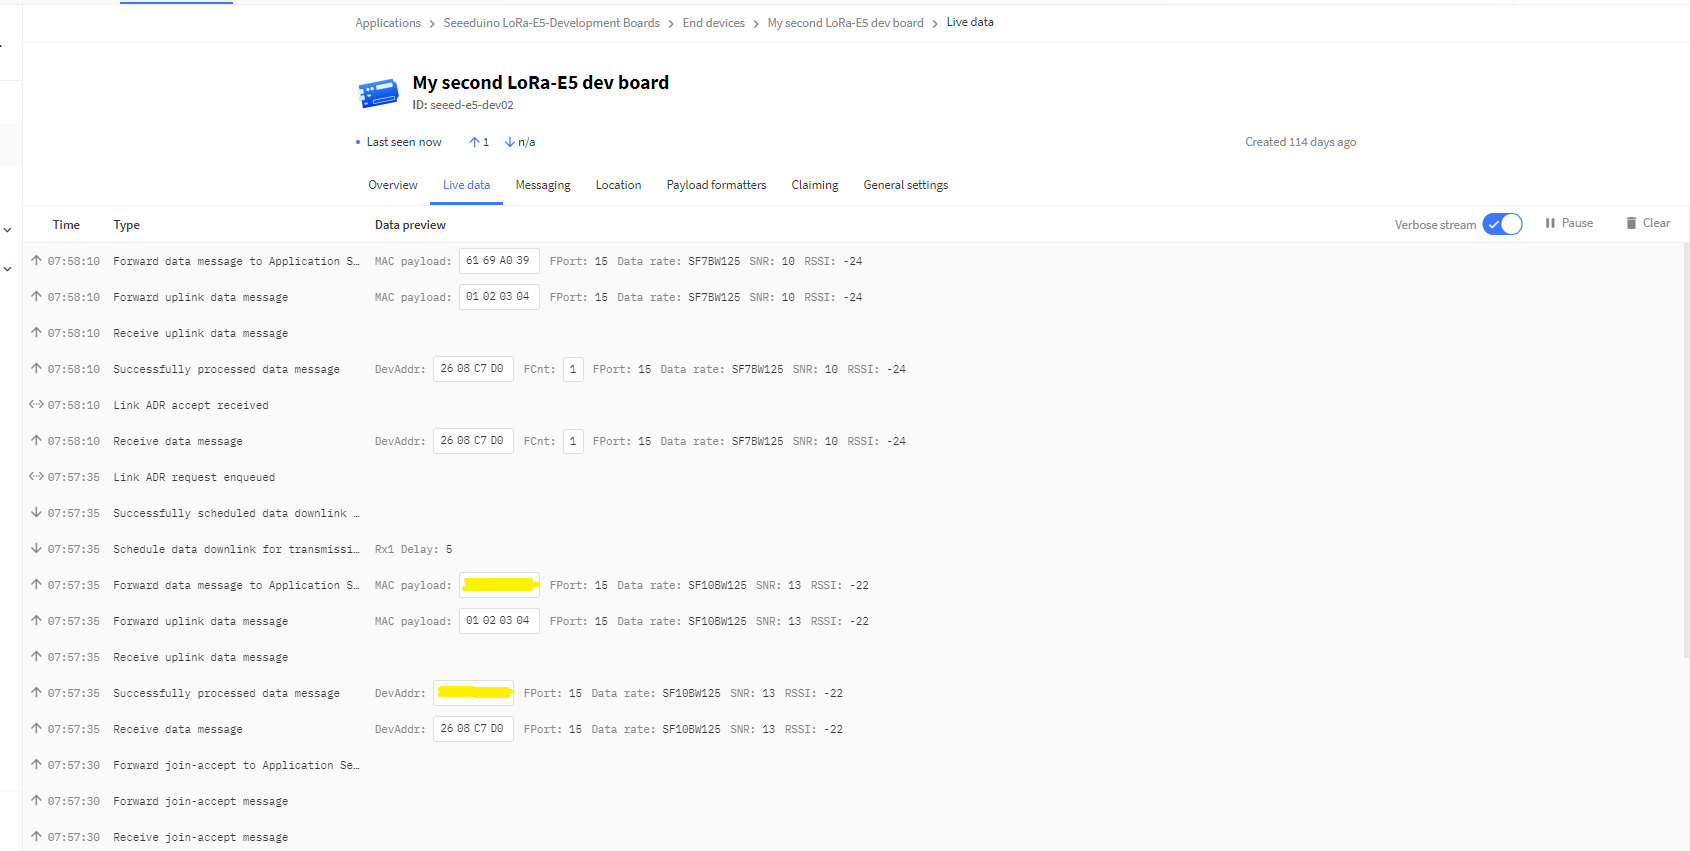 Applications > Seeeduino LoRa-E5-Development Boards > End devices > My second LoRa-E5 dev board > Live data
My second LoRa-E5 dev board
ID: seeed-e5-dev02
Last seen now ↑ 1 ↓ n/a Created 114 days ago
Overview Live data Messaging Location Payload formatters Claiming General settings
Time Type Data preview Verbose stream Pause Clear
07:58:10 Forward data message to Application S… MAC payload: 61 69 A0 39 FPort: 15 Data rate: SF7BW125 SNR: 10 RSSI: -24
07:58:10 Forward uplink data message MAC payload: 01 02 03 04 FPort: 15 Data rate: SF7BW125 SNR: 10 RSSI: -24
07:58:10 Receive uplink data message
07:58:10 Successfully processed data message DevAddr: 26 08 C7 D0 FCnt: 1 FPort: 15 Data rate: SF7BW125 SNR: 10 RSSI: -24
07:58:10 Link ADR accept received
07:58:10 Receive data message DevAddr: 26 08 C7 D0 FCnt: 1 FPort: 15 Data rate: SF7BW125 SNR: 10 RSSI: -24
07:57:35 Link ADR request enqueued
07:57:35 Successfully scheduled data downlink …
07:57:35 Schedule data downlink for transmissi… Rx1 Delay: 5
07:57:35 Forward data message to Application S… MAC payload: FPort: 15 Data rate: SF10BW125 SNR: 13 RSSI: -22
07:57:35 Forward uplink data message MAC payload: 01 02 03 04 FPort: 15 Data rate: SF10BW125 SNR: 13 RSSI: -22
07:57:35 Receive uplink data message
07:57:35 Successfully processed data message DevAddr: FPort: 15 Data rate: SF10BW125 SNR: 13 RSSI: -22
07:57:35 Receive data message DevAddr: 26 08 C7 D0 FPort: 15 Data rate: SF10BW125 SNR: 13 RSSI: -22
07:57:30 Forward join-accept to Application Se…
07:57:30 Forward join-accept message
07:57:30 Receive join-accept message